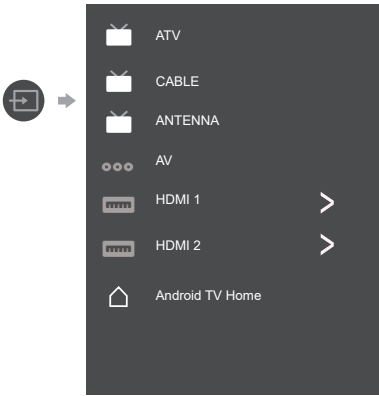 ATV
CABLE
ANTENNA
AV
HDMI 1
HDMI 2
Android TV Home